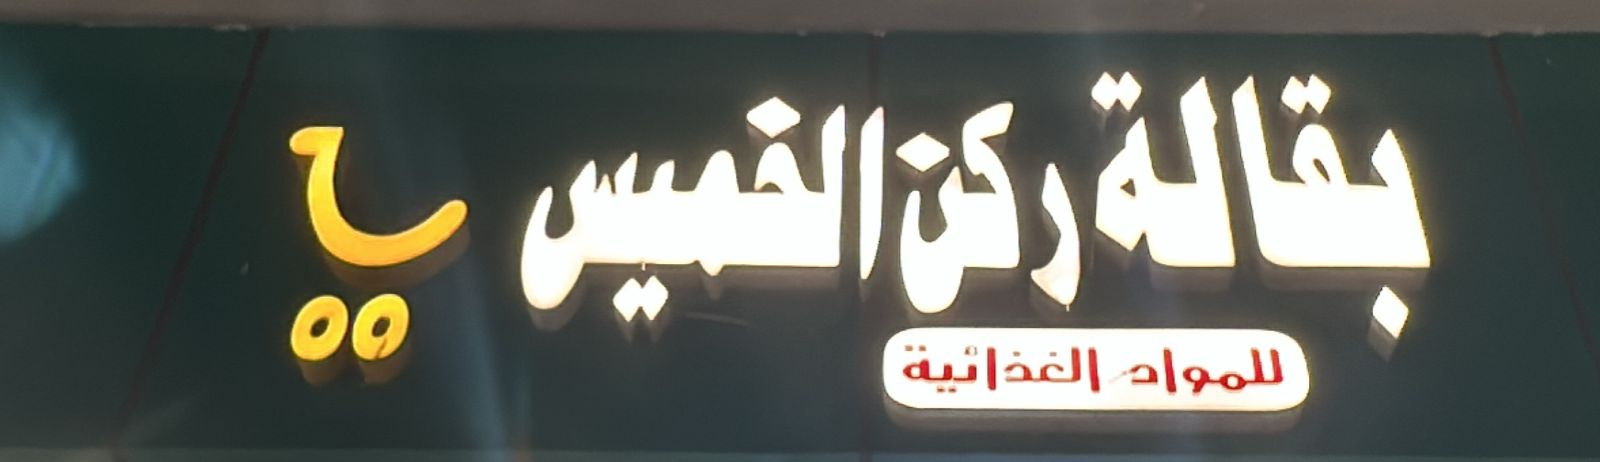 بقالة ركن الخميس
للمواد الغذائية